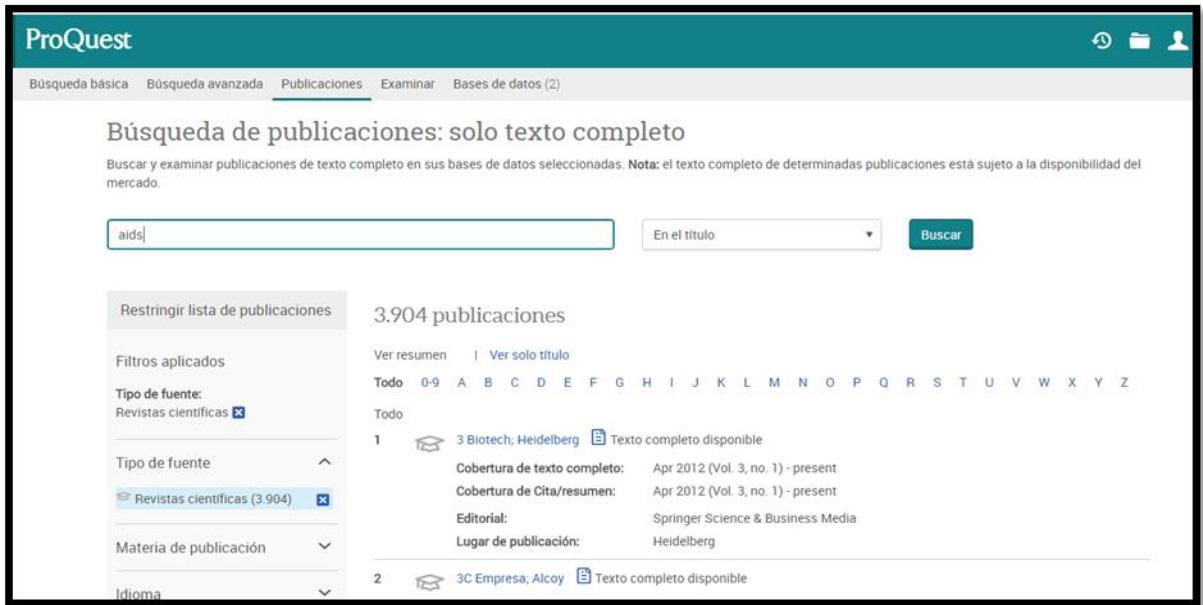 ProQuest
Búsqueda básica Búsqueda avanzada Publicaciones Examinar Bases de datos (2)
Búsqueda de publicaciones: solo texto completo
Buscar y examinar publicaciones de texto completo en sus bases de datos seleccionadas. Nota: el texto completo de determinadas publicaciones está sujeto a la disponibilidad del
mercado.
aids
En el título
Buscar
Restringir lista de publicaciones
Filtros aplicados
Tipo de fuente:
Revistas científicas
Tipo de fuente
Revistas científicas (3.904)
Materia de publicación
Idioma
3.904 publicaciones
Ver resumen | Ver solo título
Todo 0-9 A B C D E F G H I J K L M N O P Q R S T U V W X Y Z
Todo
1 3 Biotech; Heidelberg Texto completo disponible
Cobertura de texto completo: Apr 2012 (Vol. 3, no. 1) - present
Cobertura de Cita/resumen: Apr 2012 (Vol. 3, no. 1) - present
Editorial: Springer Science & Business Media
Lugar de publicación: Heidelberg
2 3C Empresa; Alcoy Texto completo disponible